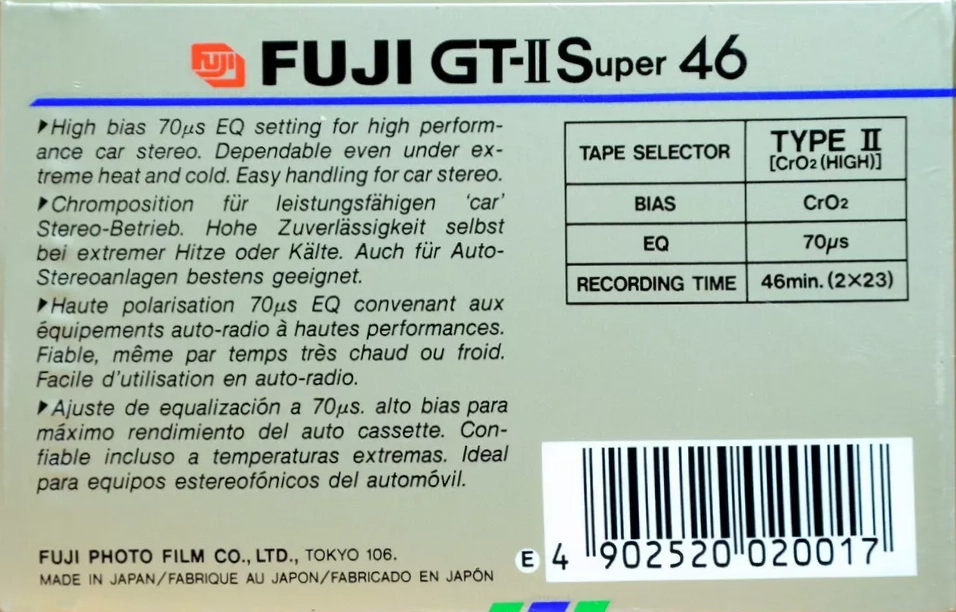 FUJI FUJI GT-II Super 46
▶High bias 70µs EQ setting for high perform-
ance car stereo. Dependable even under ex-
treme heat and cold. Easy handling for car stereo.
▶Chromposition für leistungsfähigen 'car'
Stereo-Betrieb. Hohe Zuverlässigkeit selbst
bei extremer Hitze oder Kälte. Auch für Auto-
Stereoanlagen bestens geeignet.
▶Haute polarisation 70µs EQ convenant aux
équipements auto-radio à hautes performances.
Fiable, même par temps très chaud ou froid.
Facile d'utilisation en auto-radio.
▶Ajuste de equalización a 70µs. alto bias para
máximo rendimiento del auto cassette. Con-
fiable incluso a temperaturas extremas. Ideal
para equipos estereofónicos del automóvil.
TAPE SELECTOR TYPE II
[CrO2 (HIGH)]
BIAS CrO2
EQ 70µs
RECORDING TIME 46min. (2X23)
FUJI PHOTO FILM CO., LTD., TOKYO 106.
MADE IN JAPAN/FABRIQUE AU JAPON/FABRICADO EN JAPÓN
E 4 902520 020017